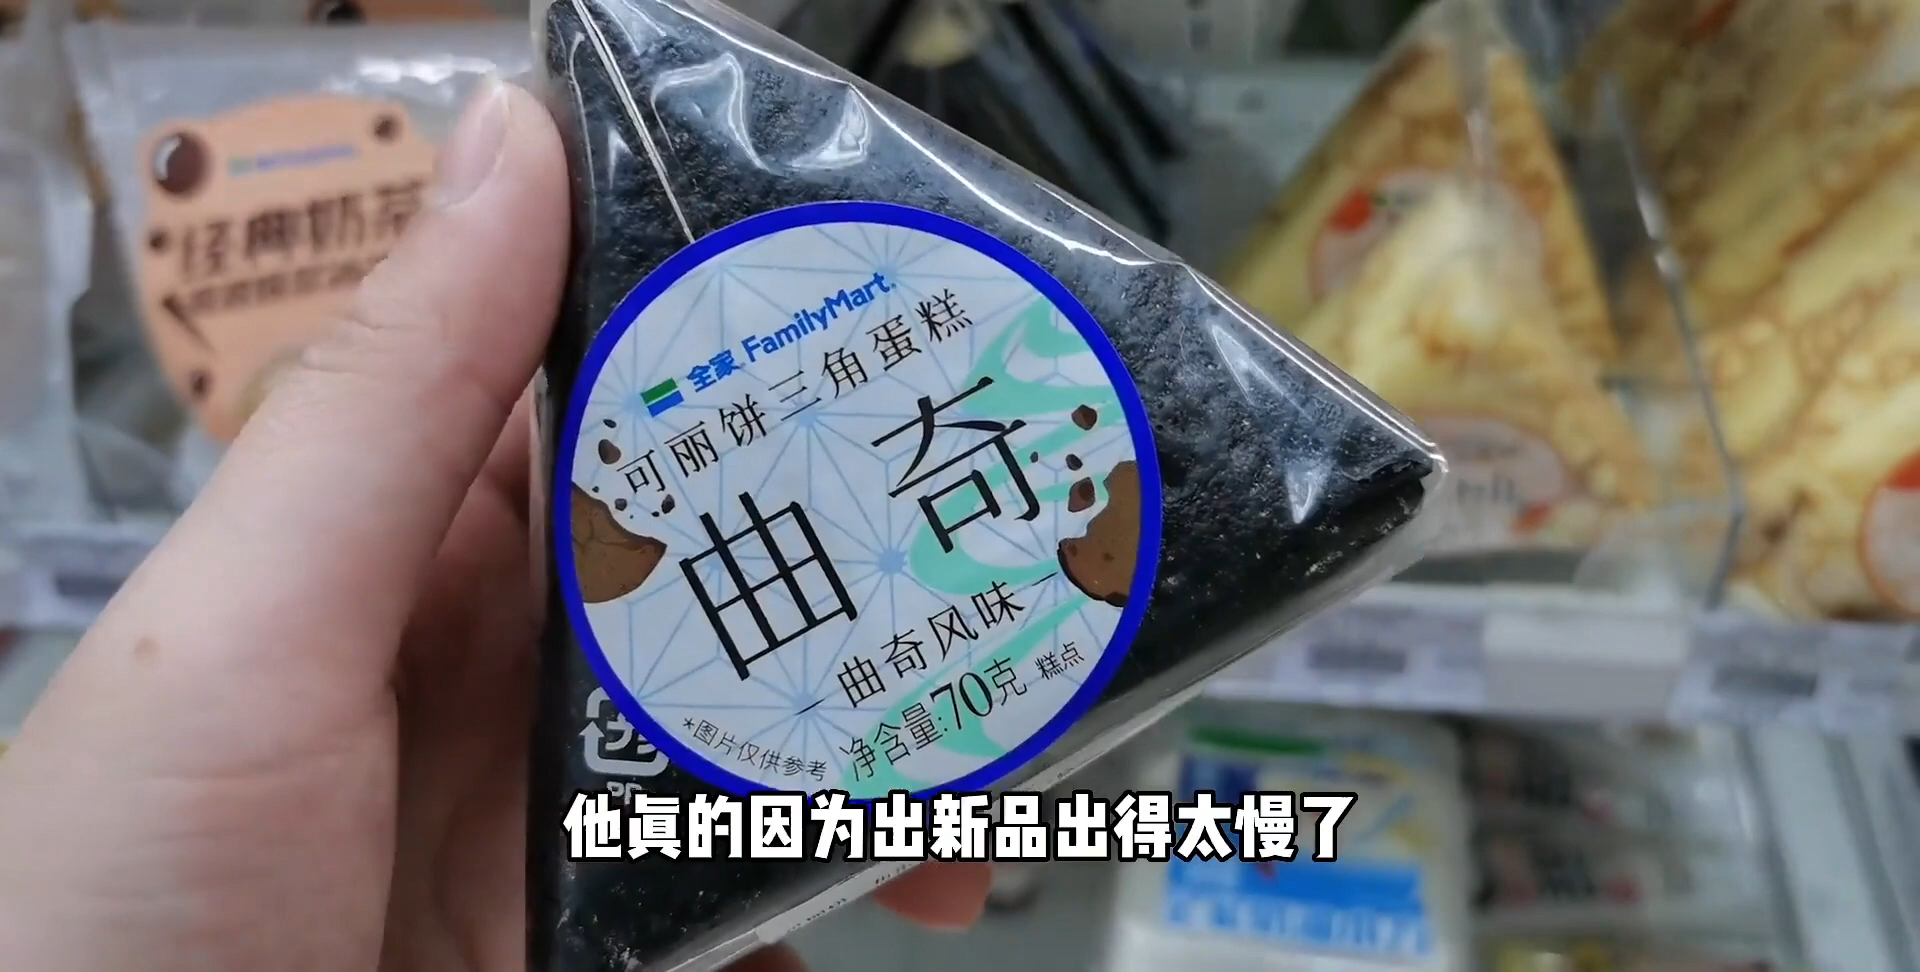 经典奶茶
全家 FamilyMart
可丽饼三角蛋糕
曲奇
曲奇风味
净含量:70克 糕点
*图片仅供参考
他真的因为出新品出得太慢了